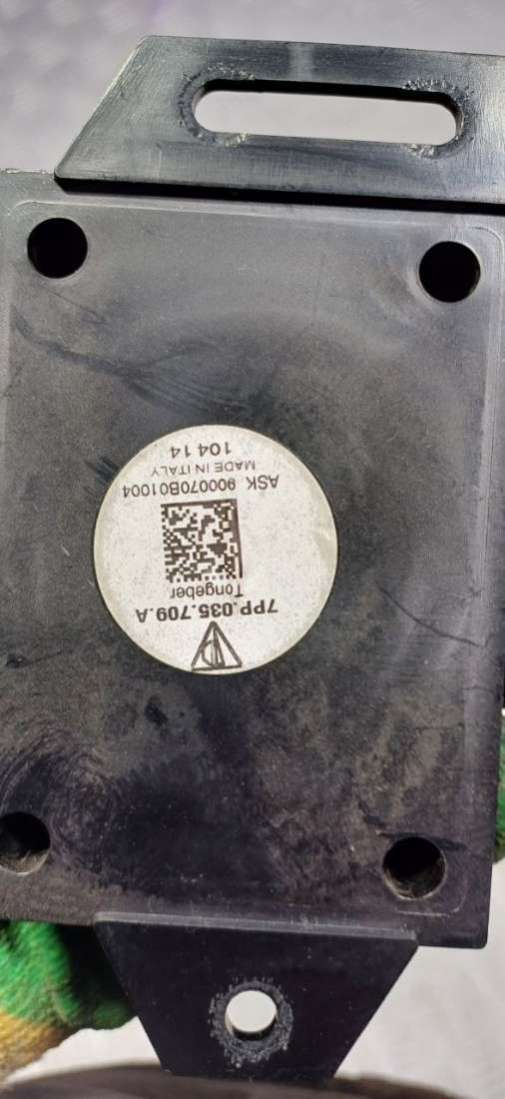 7PP.035.709.A
Tongeber
ASK 900070B01004
MADE IN ITALY
104 14